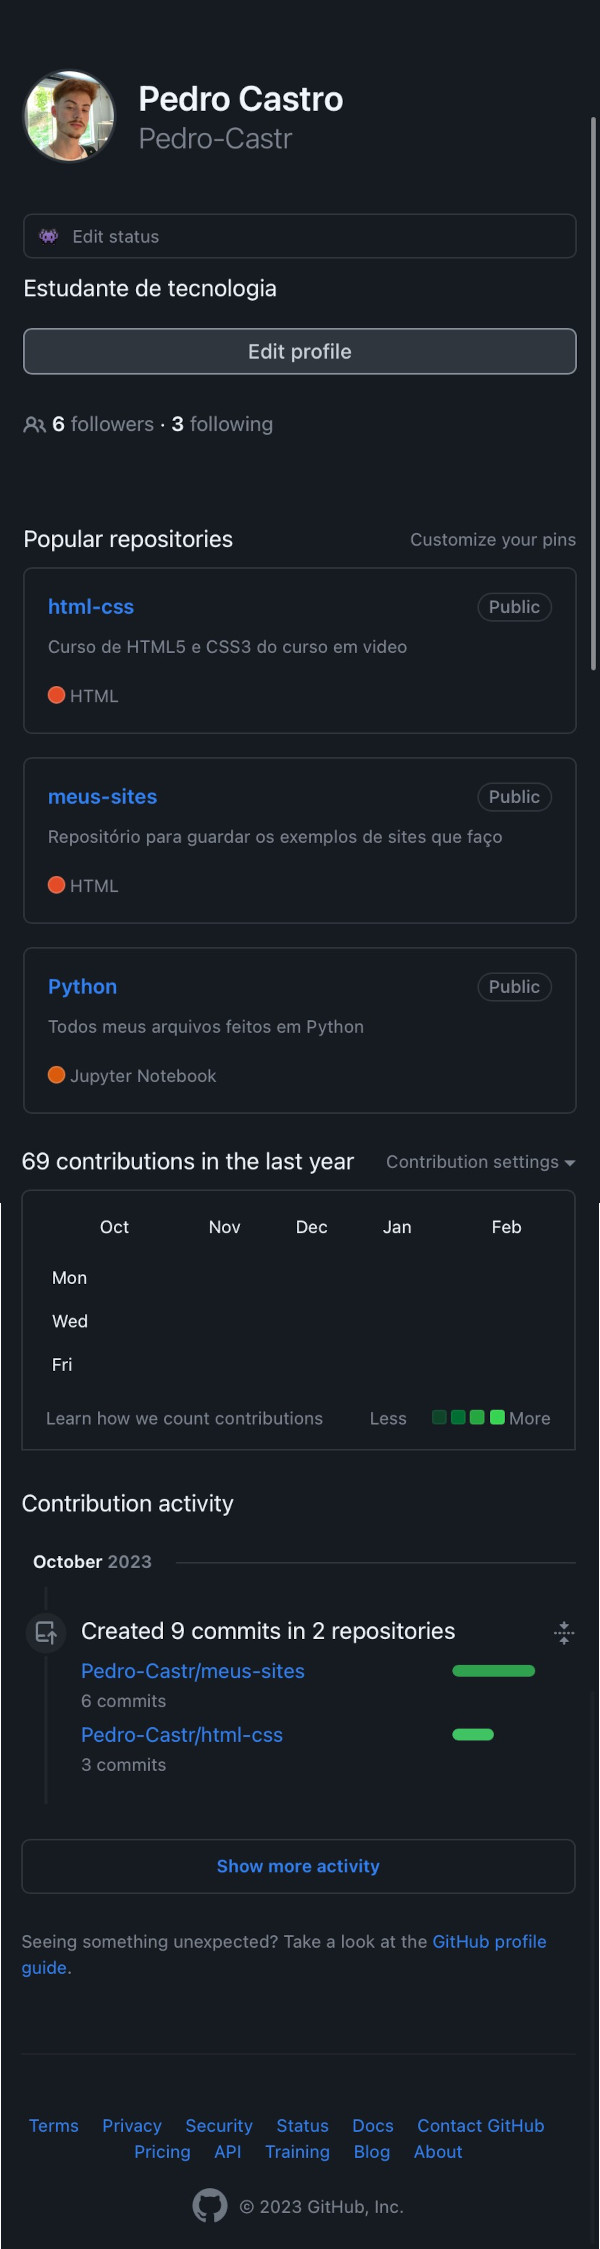 Pedro Castro
Pedro-Castr
Edit status
Estudante de tecnologia
Edit profile
6 followers · 3 following
Popular repositories
Customize your pins
html-css
Public
Curso de HTML5 e CSS3 do curso em video
HTML
meus-sites
Public
Repositório para guardar os exemplos de sites que faço
HTML
Python
Public
Todos meus arquivos feitos em Python
Jupyter Notebook
69 contributions in the last year
Contribution settings
Oct Nov Dec Jan Feb
Mon
Wed
Fri
Learn how we count contributions
Less More
Contribution activity
October 2023
Created 9 commits in 2 repositories
Pedro-Castr/meus-sites
6 commits
Pedro-Castr/html-css
3 commits
Show more activity
Seeing something unexpected? Take a look at the GitHub profile
guide.
Terms Privacy Security Status Docs Contact GitHub
Pricing API Training Blog About
© 2023 GitHub, Inc.